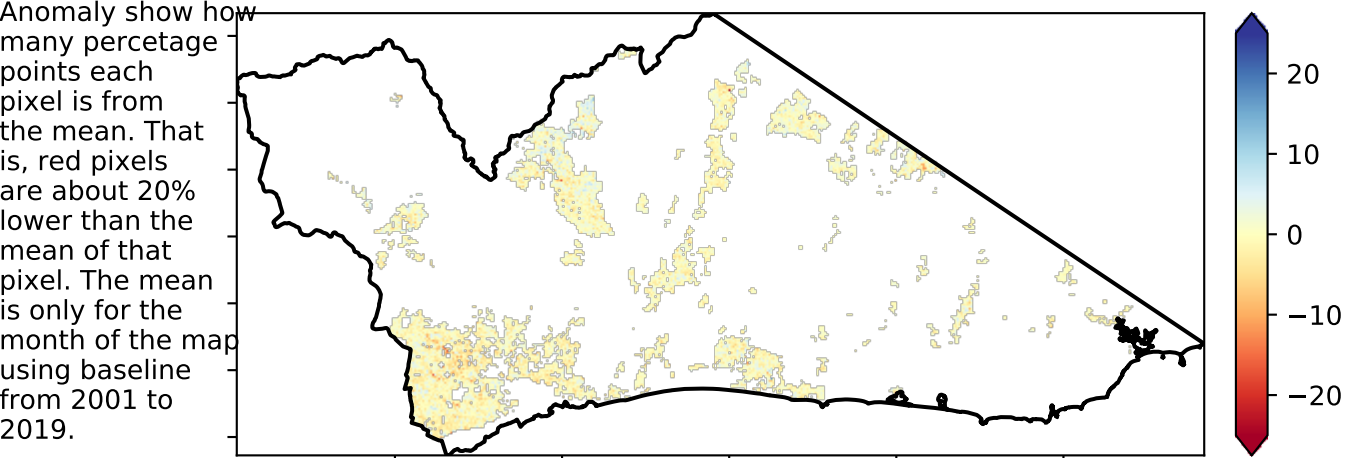 Anomaly show how
many percetage
points each
pixel is from
the mean. That
is, red pixels
are about 20%
lower than the
mean of that
pixel. The mean
is only for the
month of the map
using baseline
from 2001 to
2019.
20
10
0
−10
−20